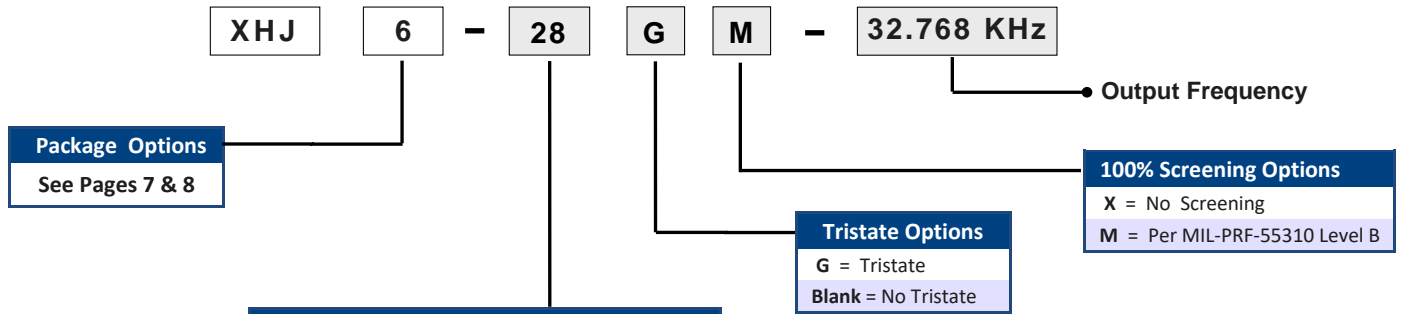 XHJ 6 – 28 G M – 32.768 KHz
Output Frequency
Package Options
See Pages 7 & 8
100% Screening Options
X = No Screening
M = Per MIL-PRF-55310 Level B
Tristate Options
G = Tristate
Blank = No Tristate